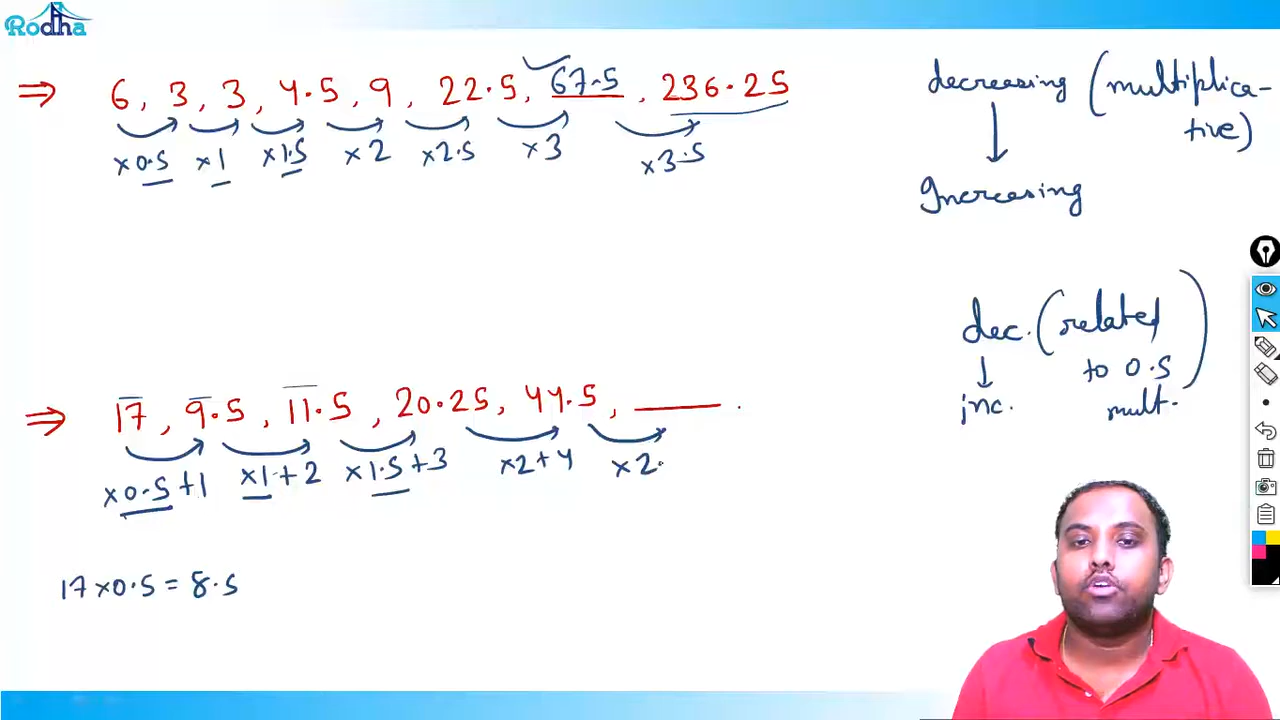 Rodha
⇒ 6, 3, 3, 4.5, 9, 22.5, 67.5, 236.25
×0.5 ×1 ×1.5 ×2 ×2.5 ×3 ×3.5
decreasing (multiplica-
tive)
Increasing
dec. (related
to 0.5
mult.)
inc.
⇒ 17, 9.5, 11.5, 20.25, 44.5, ____.
×0.5+1 ×1+2 ×1.5+3 ×2+4 ×2.
17×0.5 = 8.5